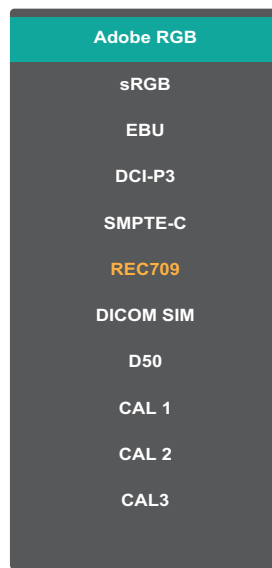 Adobe RGB
sRGB
EBU
DCI-P3
SMPTE-C
REC709
DICOM SIM
D50
CAL 1
CAL 2
CAL3